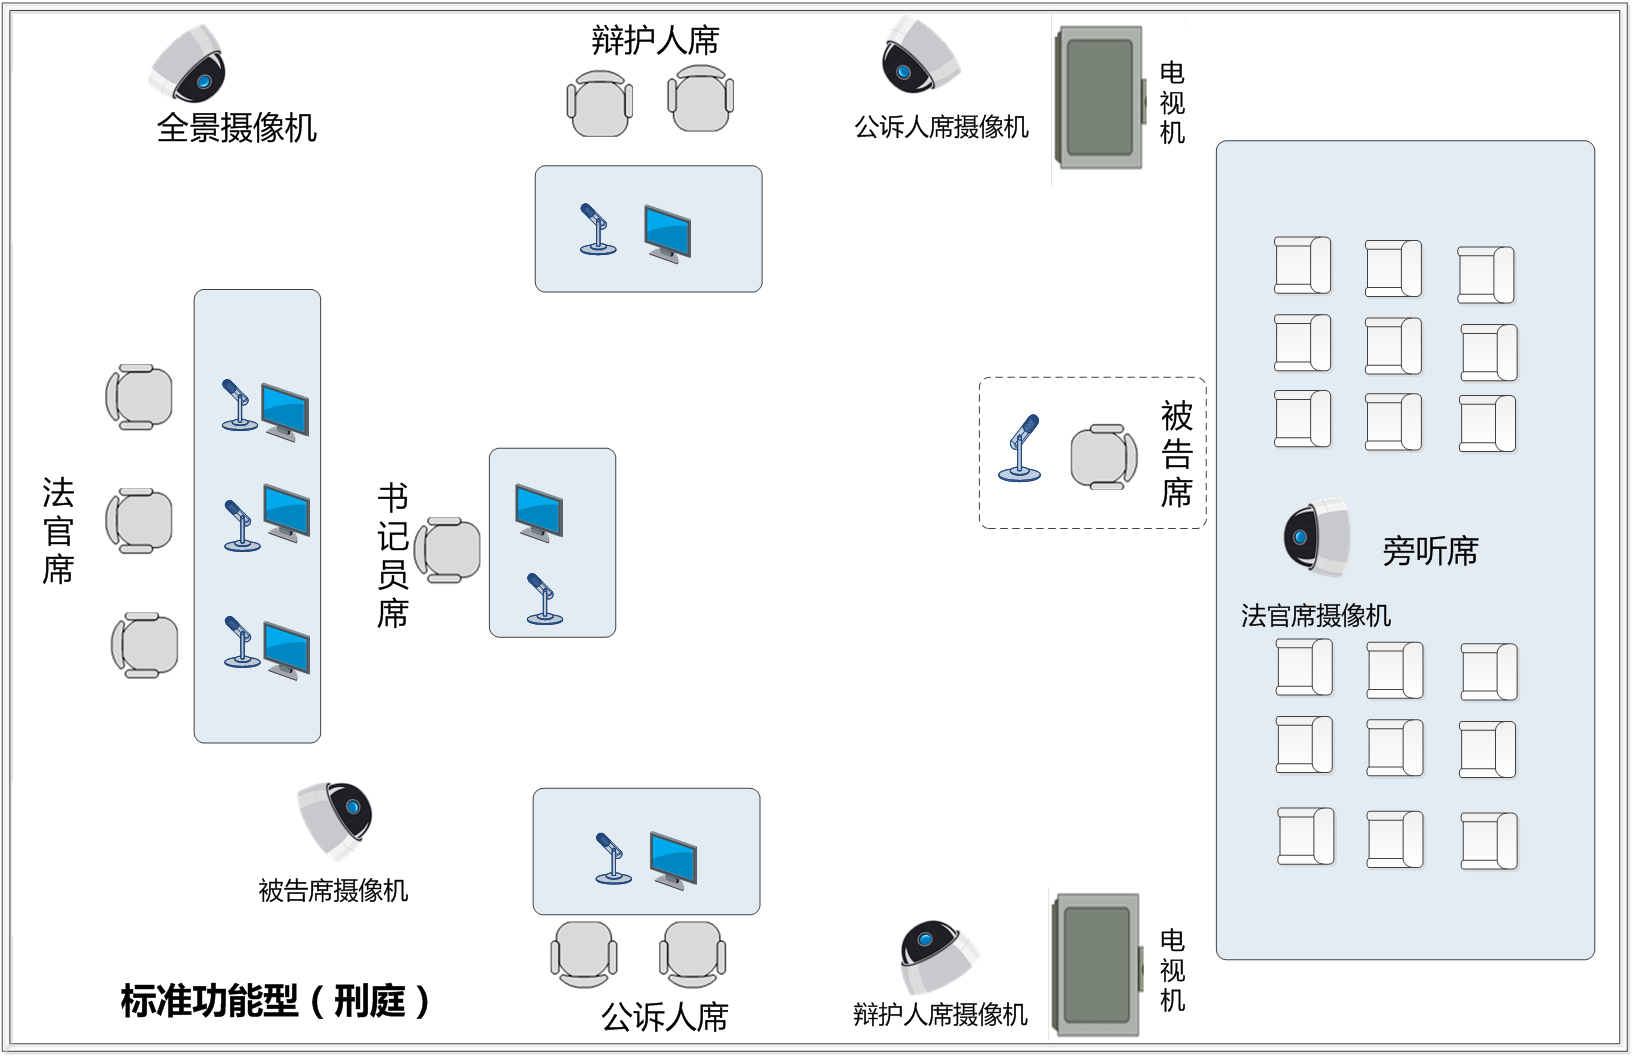 辩护人席
全景摄像机
公诉人席摄像机
电视机
法官席
书记员席
被告席
旁听席
法官席摄像机
被告席摄像机
标准功能型（刑庭）
公诉人席
辩护人席摄像机
电视机